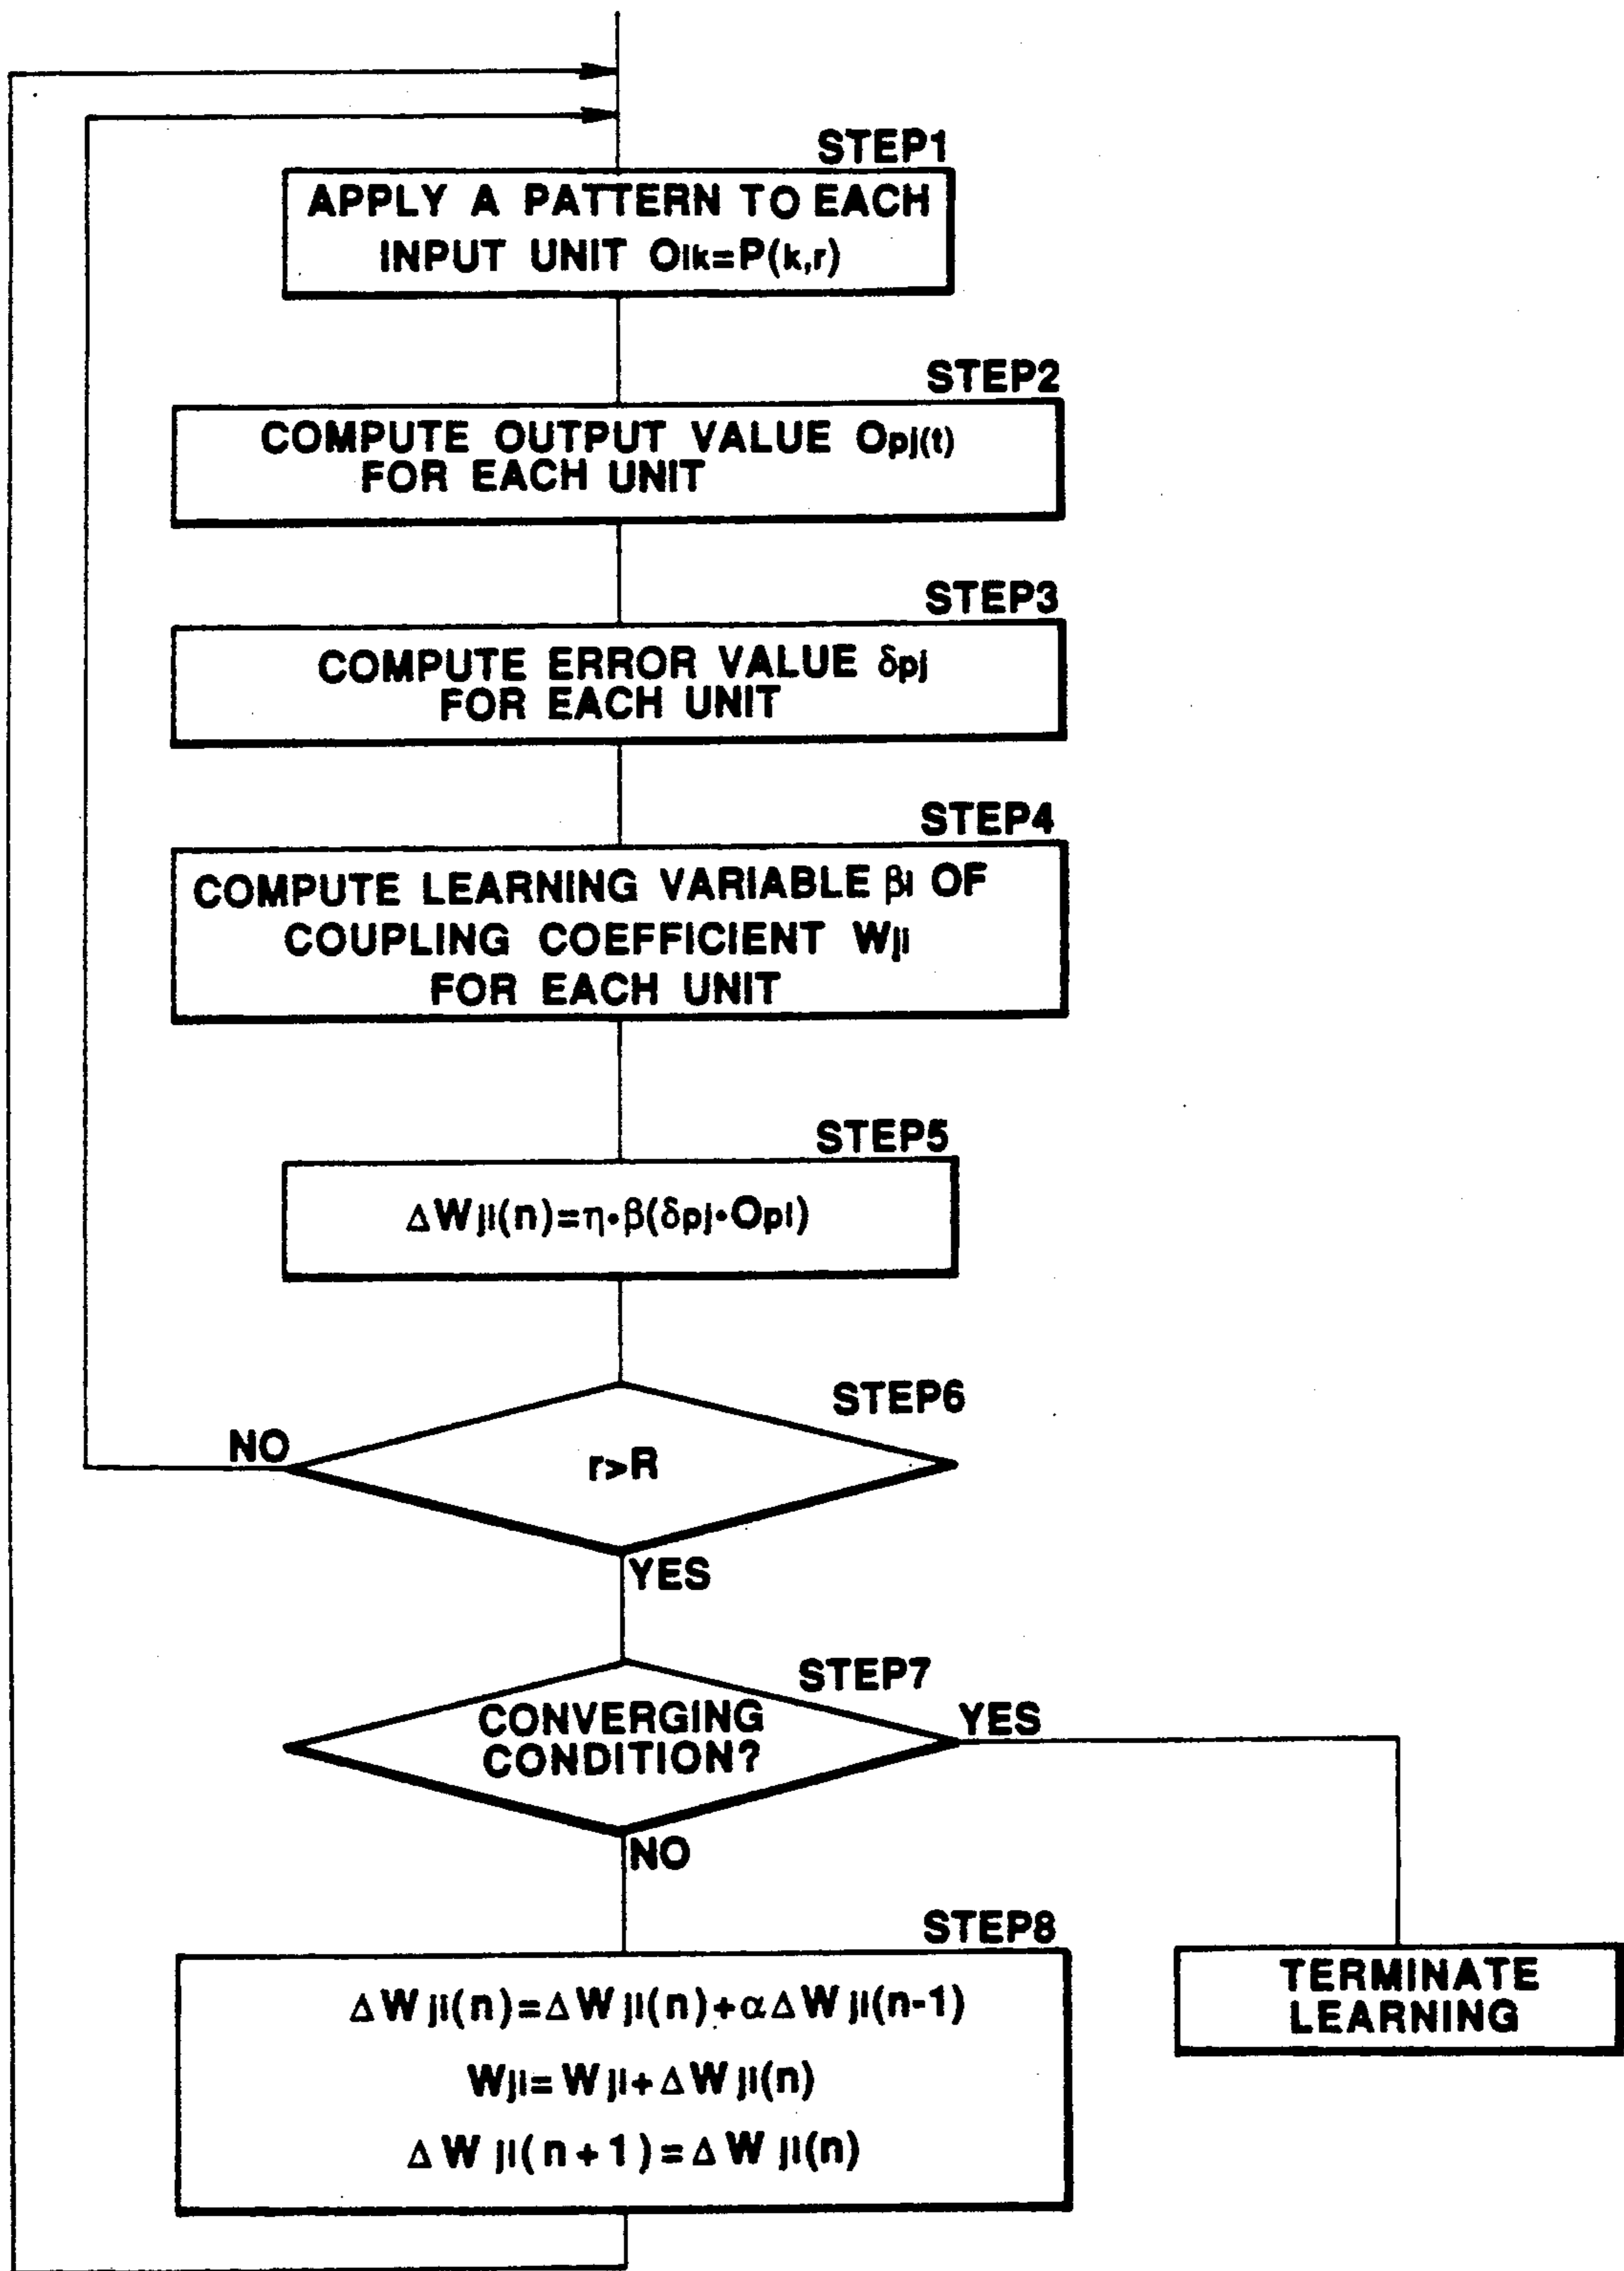 STEP1
APPLY A PATTERN TO EACH
INPUT UNIT OIk=P(k,r)
STEP2
COMPUTE OUTPUT VALUE Opj(t)
FOR EACH UNIT
STEP3
COMPUTE ERROR VALUE δpj
FOR EACH UNIT
STEP4
COMPUTE LEARNING VARIABLE βi OF
COUPLING COEFFICIENT Wji
FOR EACH UNIT
STEP5
ΔWji(n)=η·β(δpj·Opi)
STEP6
NO
r>R
YES
STEP7
CONVERGING
CONDITION?
YES
NO
STEP8
ΔWji(n)=ΔWji(n)+αΔWji(n-1)
Wji=Wji+ΔWji(n)
ΔWji(n+1)=ΔWji(n)
TERMINATE
LEARNING